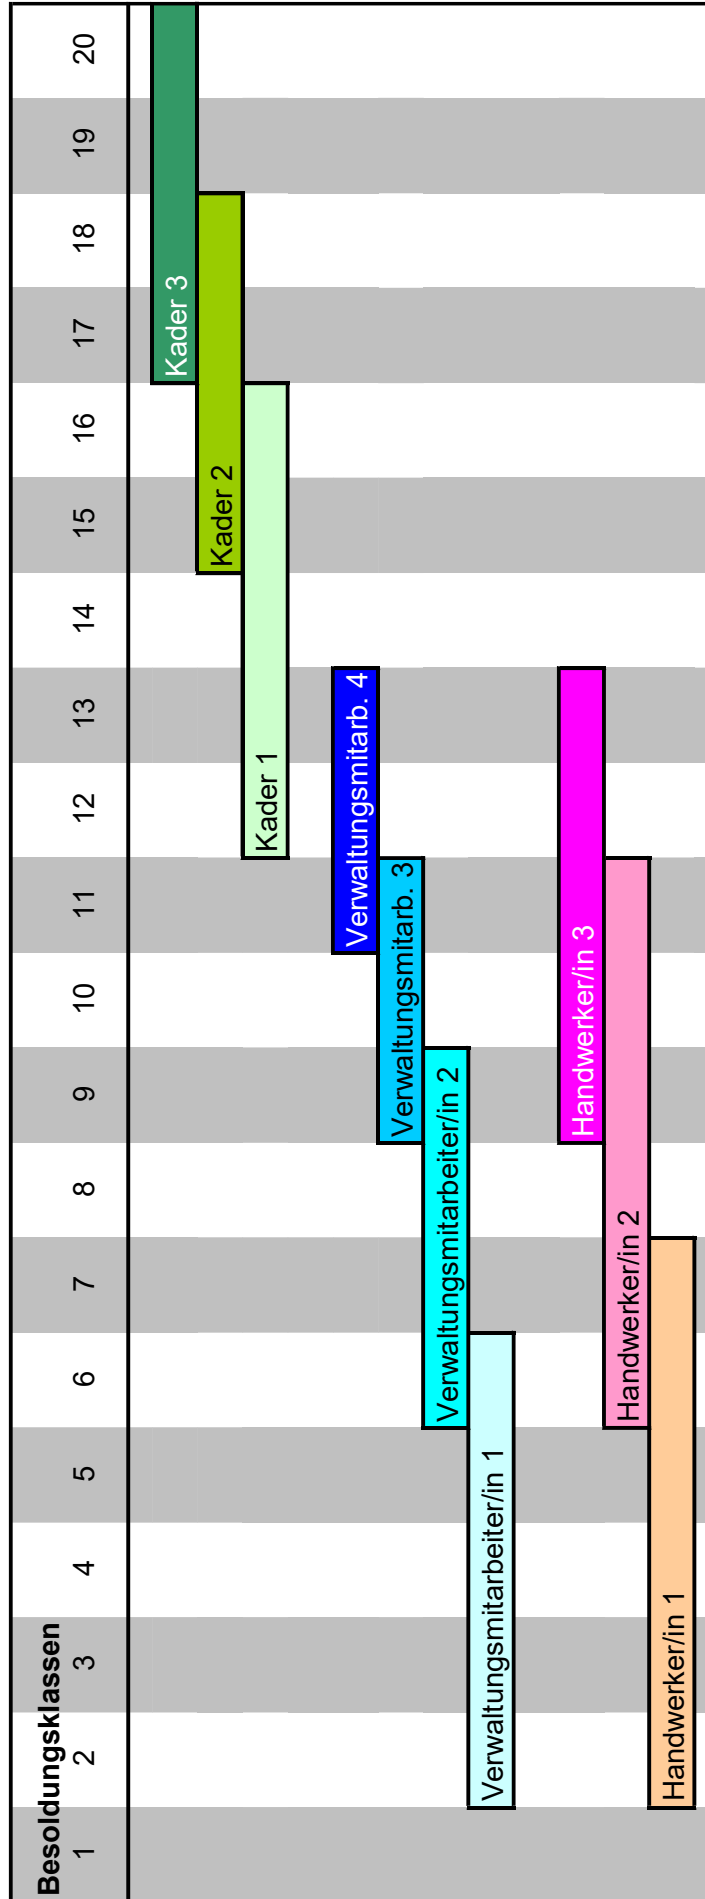 Besoldungsklassen
1 2 3 4 5 6 7 8 9 10 11 12 13 14 15 16 17 18 19 20
Kader 3
Kader 2
Kader 1
Verwaltungsmitarb. 4
Verwaltungsmitarb. 3
Verwaltungsmitarbeiter/in 2
Verwaltungsmitarbeiter/in 1
Handwerker/in 3
Handwerker/in 2
Handwerker/in 1